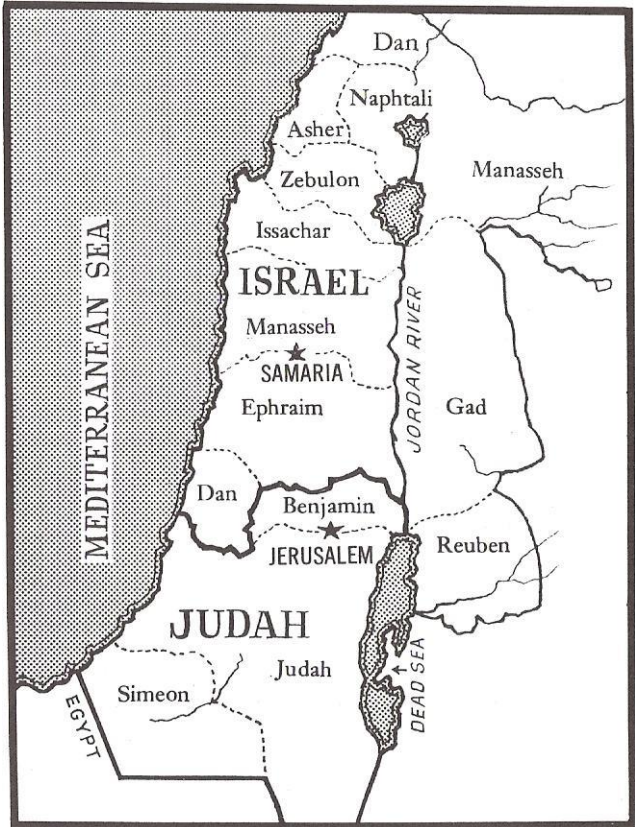 Dan
Naphtali
Asher
Manasseh
Zebulon
Issachar
ISRAEL
Manasseh
SAMARIA
Ephraim
MEDITERRANEAN SEA
JORDAN RIVER
Gad
Dan
Benjamin
JERUSALEM
Reuben
JUDAH
Judah
Simeon
DEAD SEA
EGYPT